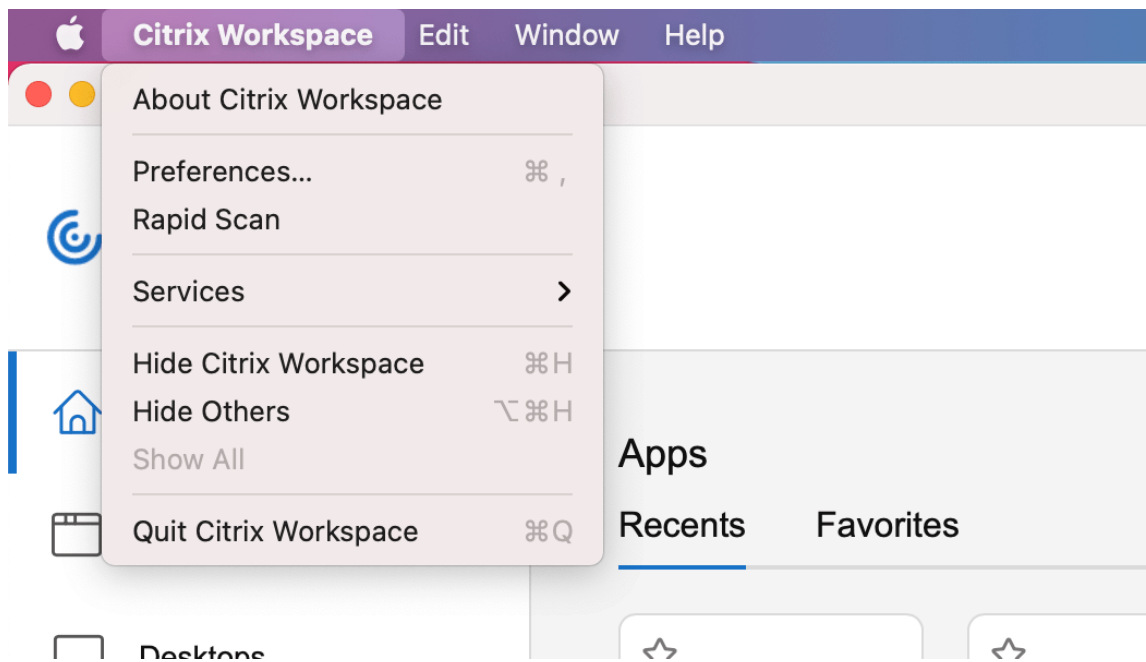 Citrix Workspace Edit Window Help
About Citrix Workspace
Preferences... ⌘ ,
Rapid Scan
Services
Hide Citrix Workspace ⌘H
Hide Others ⌥⌘H
Show All
Quit Citrix Workspace ⌘Q
Apps
Recents Favorites
Desktops